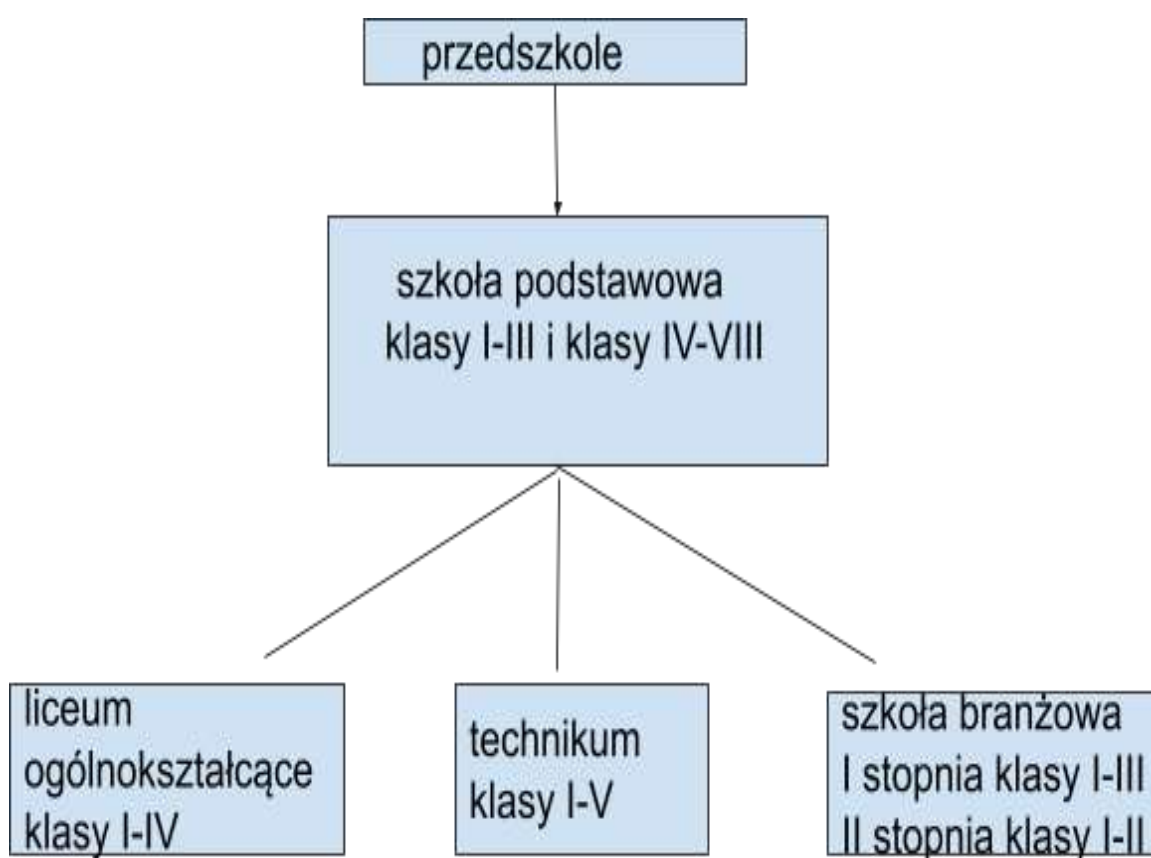 przedszkole
szkoła podstawowa
klasy I-III i klasy IV-VIII
liceum
ogólnokształcące
klasy I-IV
technikum
klasy I-V
szkoła branżowa
I stopnia klasy I-III
II stopnia klasy I-II